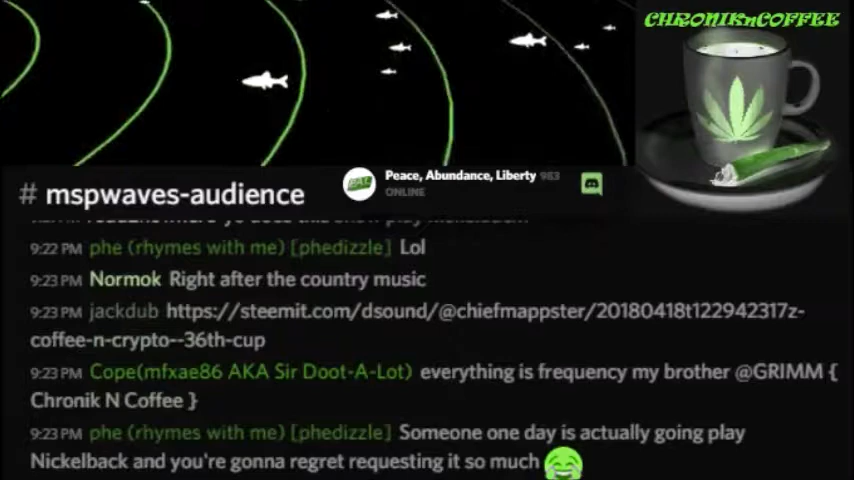 CHRONIKnCOFFEE
Peace, Abundance, Liberty 983
ONLINE
# mspwaves-audience
9:22 PM phe (rhymes with me) [phedizzle] Lol
9:23 PM Normok Right after the country music
9:23 PM jackdub https://steemit.com/dsound/@chiefmappster/20180418t122942317z-
coffee-n-crypto--36th-cup
9:23 PM Cope(mfxae86 AKA Sir Doot-A-Lot) everything is frequency my brother @GRIMM {
Chronik N Coffee }
9:23 PM phe (rhymes with me) [phedizzle] Someone one day is actually going play
Nickelback and you're gonna regret requesting it so much